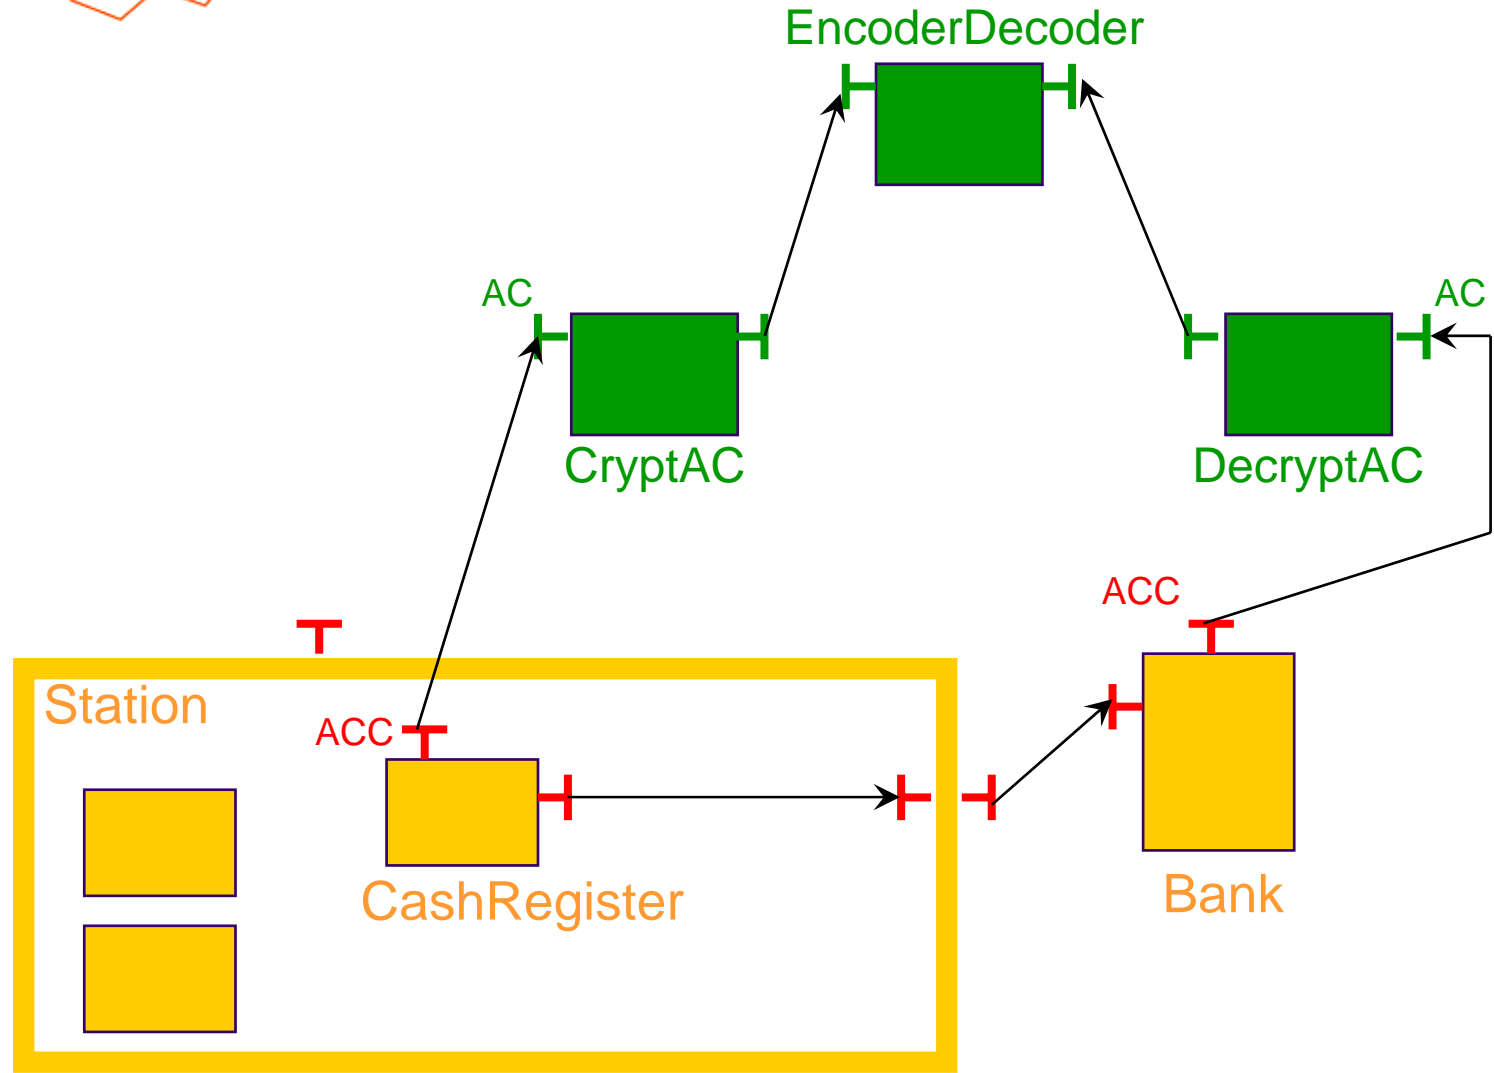 EncoderDecoder
AC
AC
CryptAC
DecryptAC
ACC
Station
ACC
CashRegister
Bank